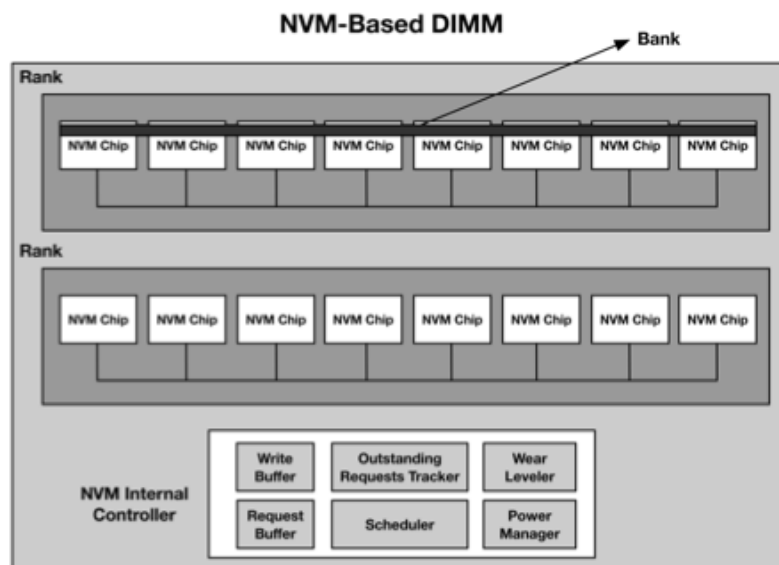 NVM-Based DIMM
Bank
Rank
NVM Chip NVM Chip NVM Chip NVM Chip NVM Chip NVM Chip NVM Chip NVM Chip
Rank
NVM Chip NVM Chip NVM Chip NVM Chip NVM Chip NVM Chip NVM Chip NVM Chip
NVM Internal
Controller
Write
Buffer
Outstanding
Requests Tracker
Wear
Leveler
Request
Buffer
Scheduler
Power
Manager